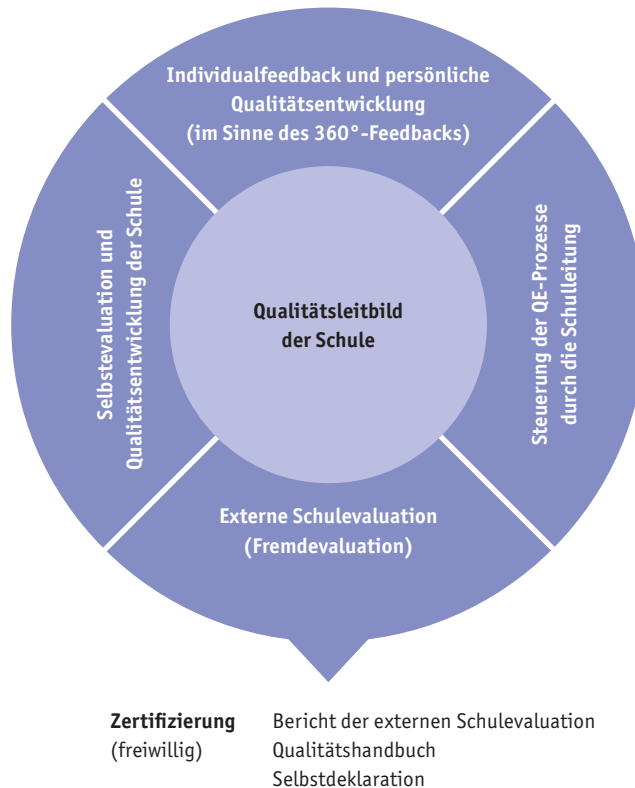 Individualfeedback und persönliche
Qualitätsentwicklung
(im Sinne des 360°-Feedbacks)
Selbstevaluation und
Qualitätsentwicklung der Schule
Qualitätsleitbild
der Schule
Steuerung der QE-Prozesse
durch die Schulleitung
Externe Schulevaluation
(Fremdevaluation)
Zertifizierung Bericht der externen Schulevaluation
(freiwillig) Qualitätshandbuch
Selbstdeklaration